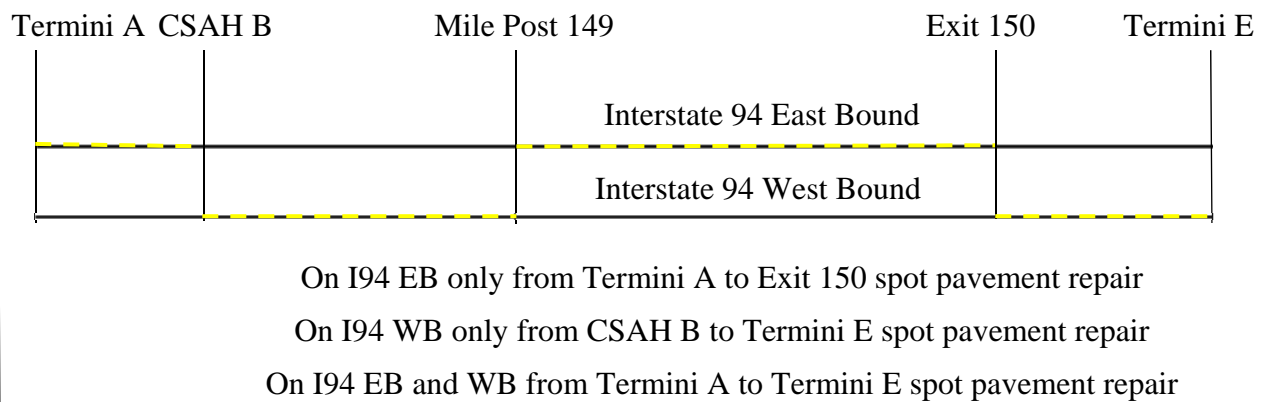 Termini A CSAH B Mile Post 149 Exit 150 Termini E
Interstate 94 East Bound
Interstate 94 West Bound
On I94 EB only from Termini A to Exit 150 spot pavement repair
On I94 WB only from CSAH B to Termini E spot pavement repair
On I94 EB and WB from Termini A to Termini E spot pavement repair